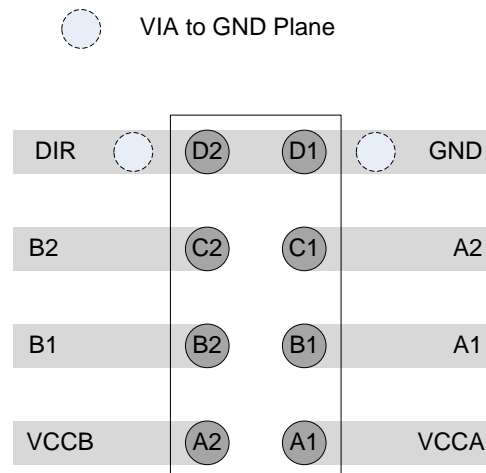 VIA to GND Plane
DIR D2 D1 GND
B2 C2 C1 A2
B1 B2 B1 A1
VCCB A2 A1 VCCA